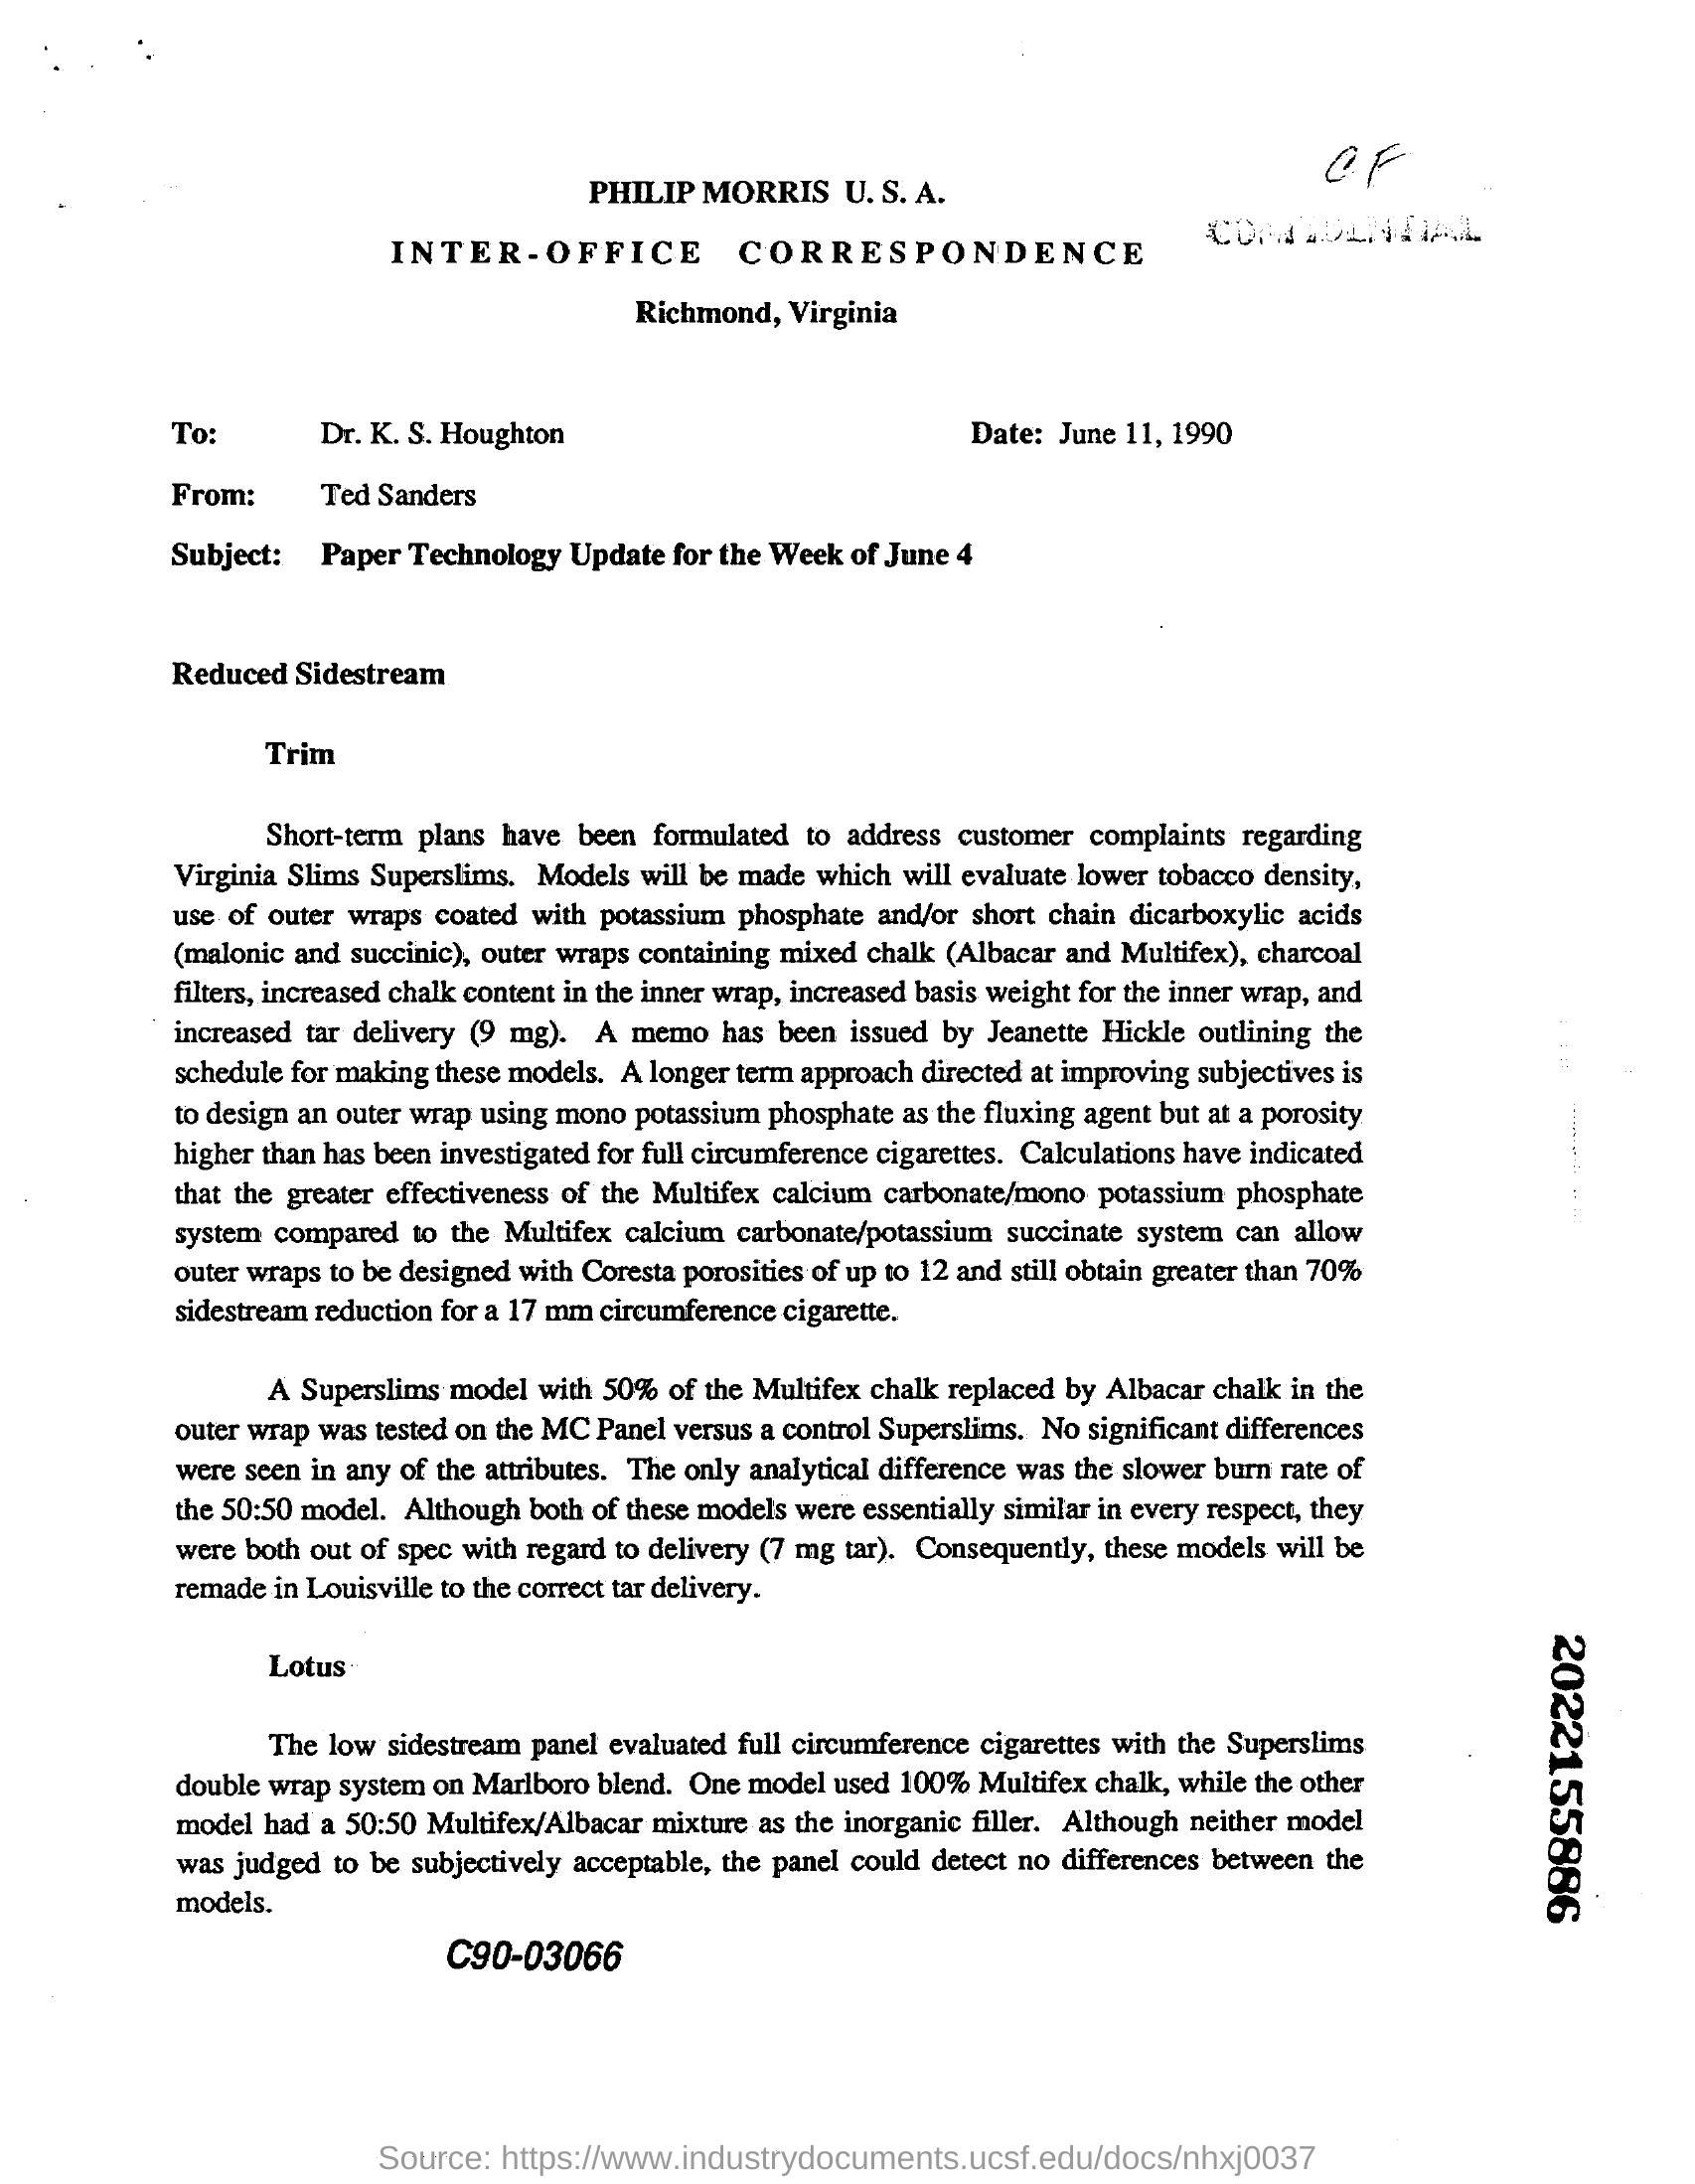 CF
PHILIP MORRIS U. S. A.
CONFIDENTIAL
INTER-OFFICE CORRESPONDENCE
Richmond, Virginia
To: Dr. K. S. Houghton Date: June 11, 1990
From: Ted Sanders
Subject: Paper Technology Update for the Week of June 4
Reduced Sidestream
Trim
Short-term plans have been formulated to address customer complaints regarding
Virginia Slims Superslims. Models will be made which will evaluate lower tobacco density,
use of outer wraps coated with potassium phosphate and/or short chain dicarboxylic acids
(malonic and succinic), outer wraps containing mixed chalk (Albacar and Multifex), charcoal
filters, increased chalk content in the inner wrap, increased basis weight for the inner wrap, and
increased tar delivery (9 mg). A memo has been issued by Jeanette Hickle outlining the
schedule for making these models. A longer term approach directed at improving subjectives is
to design an outer wrap using mono potassium phosphate as the fluxing agent but at a porosity
higher than has been investigated for full circumference cigarettes. Calculations have indicated
that the greater effectiveness of the Multifex calcium carbonate/mono potassium phosphate
system compared to the Multifex calcium carbonate/potassium succinate system can allow
outer wraps to be designed with Coresta porosities of up to 12 and still obtain greater than 70%
sidestream reduction for a 17 mm circumference cigarette.
A Superslims model with 50% of the Multifex chalk replaced by Albacar chalk in the
outer wrap was tested on the MC Panel versus a control Superslims. No significant differences
were seen in any of the attributes. The only analytical difference was the slower burn rate of
the 50:50 model. Although both of these models were essentially similar in every respect, they
were both out of spec with regard to delivery (7 mg tar). Consequently, these models will be
remade in Louisville to the correct tar delivery.
Lotus
The low sidestream panel evaluated full circumference cigarettes with the Superslims
double wrap system on Marlboro blend. One model used 100% Multifex chalk, while the other
model had a 50:50 Multifex/Albacar mixture as the inorganic filler. Although neither model
was judged to be subjectively acceptable, the panel could detect no differences between the
models.
C90-03066
2022155886
Source: https://www.industrydocuments.ucsf.edu/docs/nhxj0037